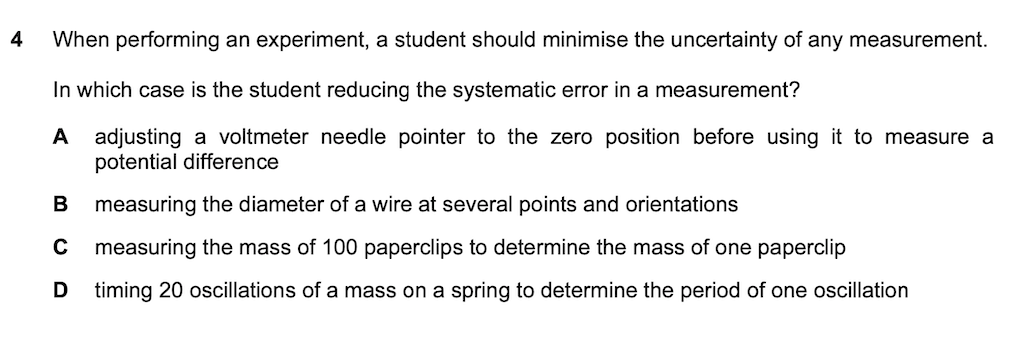 4 When performing an experiment, a student should minimise the uncertainty of any measurement.
In which case is the student reducing the systematic error in a measurement?
A adjusting a voltmeter needle pointer to the zero position before using it to measure a
potential difference
B measuring the diameter of a wire at several points and orientations
C measuring the mass of 100 paperclips to determine the mass of one paperclip
D timing 20 oscillations of a mass on a spring to determine the period of one oscillation